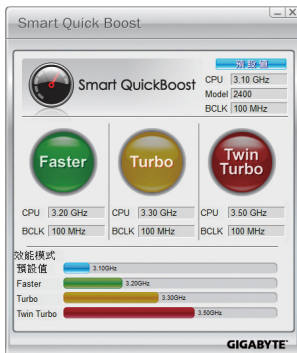 Smart Quick Boost
預設值
Smart QuickBoost
CPU 3.10 GHz
Model 2400
BCLK 100 MHz
Faster
Turbo
Twin Turbo
CPU 3.20 GHz
CPU 3.30 GHz
CPU 3.50 GHz
BCLK 100 MHz
BCLK 100 MHz
BCLK 100 MHz
效能模式
預設值 3.10GHz
Faster 3.20GHz
Turbo 3.30GHz
Twin Turbo 3.50GHz
GIGABYTE™